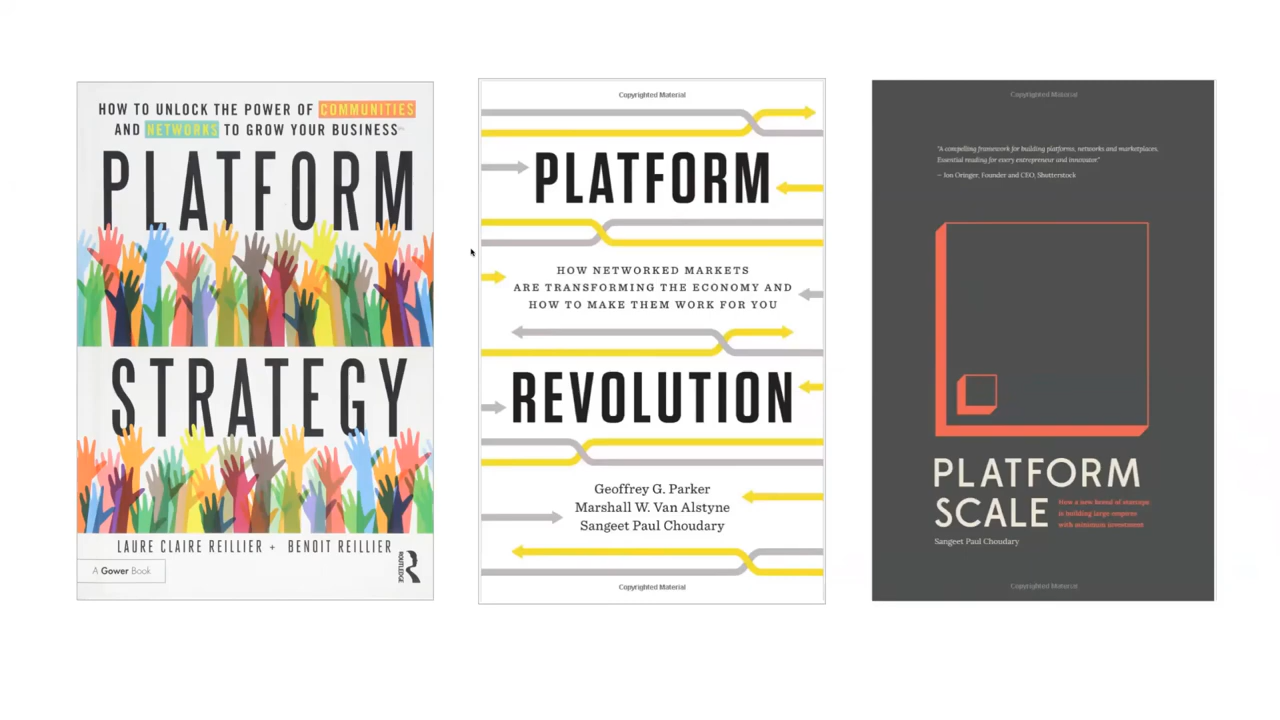 HOW TO UNLOCK THE POWER OF COMMUNITIES
AND NETWORKS TO GROW YOUR BUSINESS
PLATFORM
STRATEGY
LAURE CLAIRE REILLIER + BENOIT REILLIER
A Gower Book
ROUTLEDGE
Copyrighted Material
PLATFORM
HOW NETWORKED MARKETS
ARE TRANSFORMING THE ECONOMY AND
HOW TO MAKE THEM WORK FOR YOU
REVOLUTION
Geoffrey G. Parker
Marshall W. Van Alstyne
Sangeet Paul Choudary
Copyrighted Material
Copyrighted Material
"A compelling framework for building platforms, networks and marketplaces.
Essential reading for every entrepreneur and innovator."
— Jon Oringer, Founder and CEO, Shutterstock
PLATFORM
SCALE
How a new breed of startups
is building large empires
with minimum investment
Sangeet Paul Choudary
Copyrighted Material